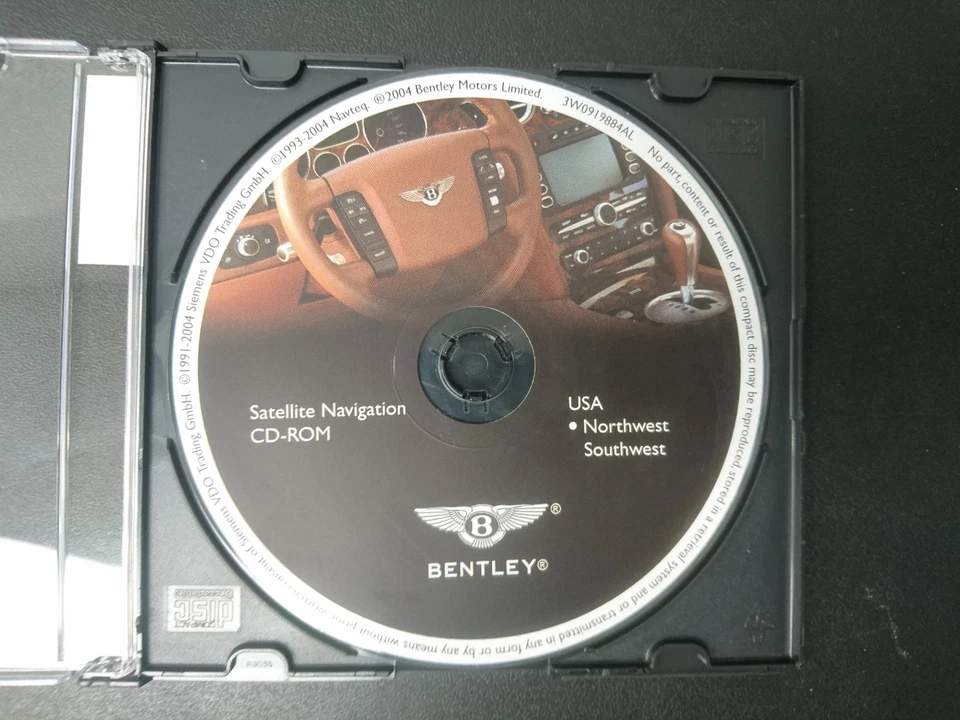 ©1991-2004 Siemens VDO Trading GmbH. ©1993-2004 Navteq. ®2004 Bentley Motors Limited. 3W0919884AL No part, content or result of this compact disc may be reproduced, stored in a retrieval system and or transmitted in any form or by any means without prior consent of Siemens VDO Trading GmbH.
Satellite Navigation
CD-ROM
USA
• Northwest
Southwest
B
®
BENTLEY®
COMPACT
disc